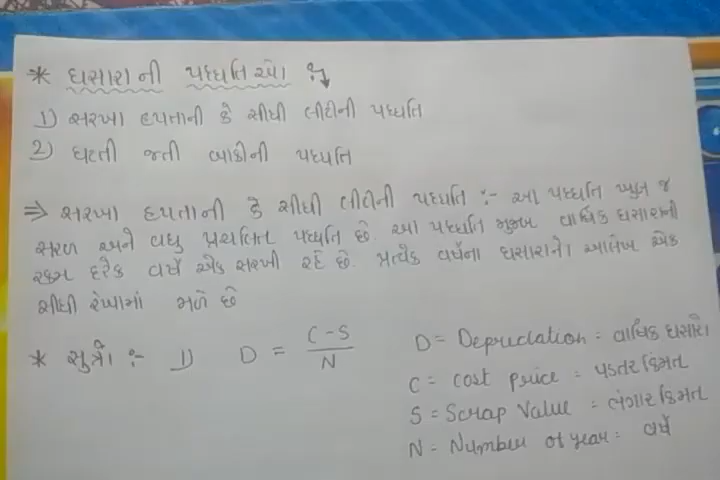 * ઘસારાની પધ્ધતિઓ :-
1) સરખા હપતાની કે સીધી લીટીની પધ્ધતિ
2) ઘટતી જતી બાકીની પધ્ધતિ
⇒ સરખા હપતાની કે સીધી લીટીની પધ્ધતિ :- આ પધ્ધતિ ખુબ જ
સરળ અને વધુ પ્રચલિત પધ્ધતિ છે. આ પધ્ધતિ મુજબ વાર્ષિક ઘસારાની
રકમ દરેક વર્ષે એક સરખી રહે છે. પ્રત્યેક વર્ષના ઘસારાનો આલેખ એક
સીધી રેખામાં મળે છે
* સુત્રો :- 1) D = C-S / N
D = Depreciation = વાર્ષિક ઘસારો
C = Cost price = પડતર કિંમત
S = Scrap Value = ભંગાર કિંમત
N = Number of year = વર્ષ